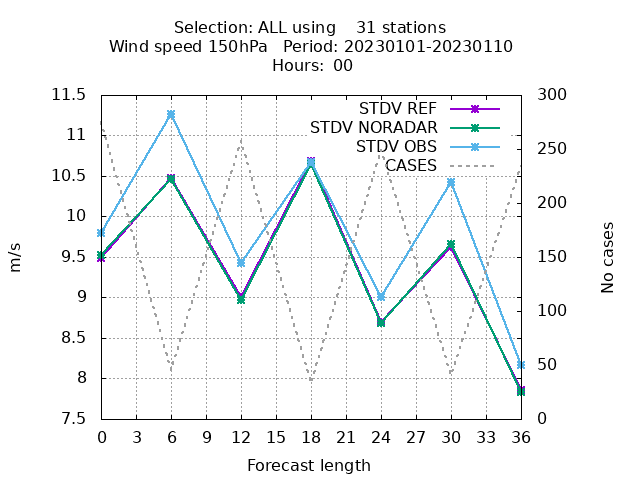 Selection: ALL using    31 stations
Wind speed 150hPa   Period: 20230101-20230110
Hours:  00
STDV REF
STDV NORADAR
STDV OBS
CASES
11.5
11
10.5
10
9.5
9
8.5
8
7.5
m/s
300
250
200
150
100
50
0
No cases
0 3 6 9 12 15 18 21 24 27 30 33 36
Forecast length